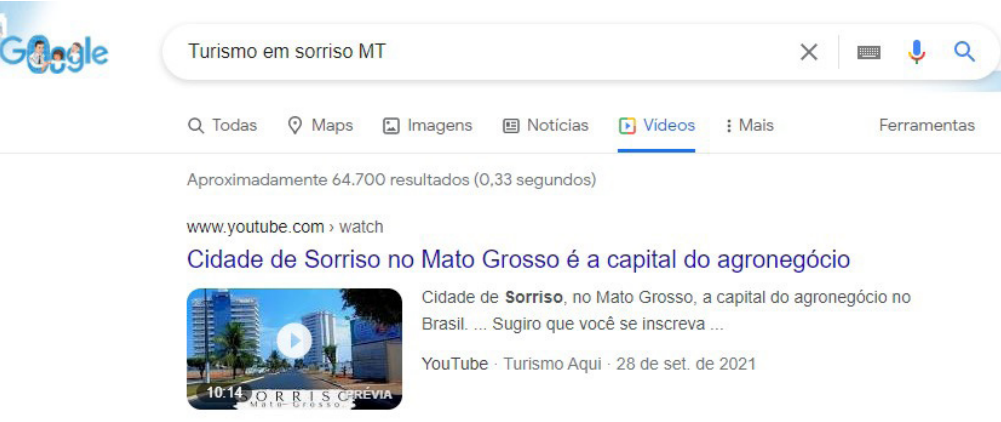 Google
Turismo em sorriso MT
Todas Maps Imagens Notícias Vídeos Mais Ferramentas
Aproximadamente 64.700 resultados (0,33 segundos)
www.youtube.com › watch
Cidade de Sorriso no Mato Grosso é a capital do agronegócio
Cidade de Sorriso, no Mato Grosso, a capital do agronegócio no
Brasil. ... Sugiro que você se inscreva ...
YouTube · Turismo Aqui · 28 de set. de 2021
10:14 SORRISO PRÉVIA
Mato Grosso